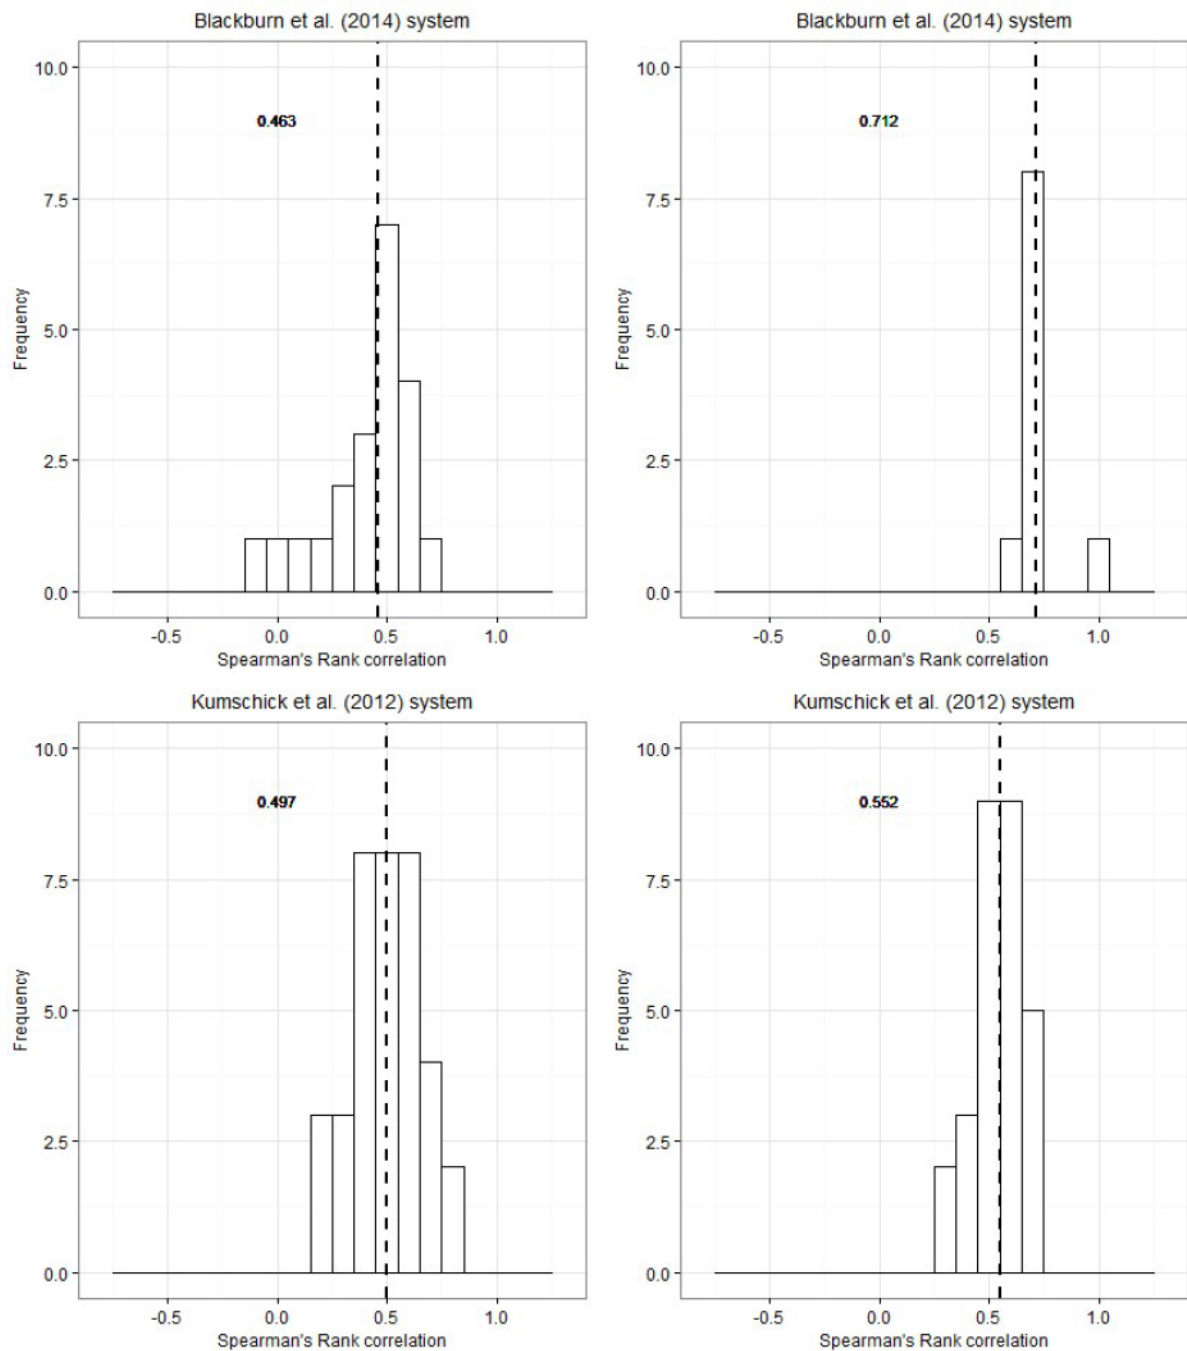 Blackburn et al. (2014) system
10.0
7.5
5.0
2.5
0.0
Frequency
0.463
-0.5 0.0 0.5 1.0
Spearman's Rank correlation
Blackburn et al. (2014) system
10.0
7.5
5.0
2.5
0.0
Frequency
0.712
-0.5 0.0 0.5 1.0
Spearman's Rank correlation
Kumschick et al. (2012) system
10.0
7.5
5.0
2.5
0.0
Frequency
0.497
-0.5 0.0 0.5 1.0
Spearman's Rank correlation
Kumschick et al. (2012) system
10.0
7.5
5.0
2.5
0.0
Frequency
0.552
-0.5 0.0 0.5 1.0
Spearman's Rank correlation